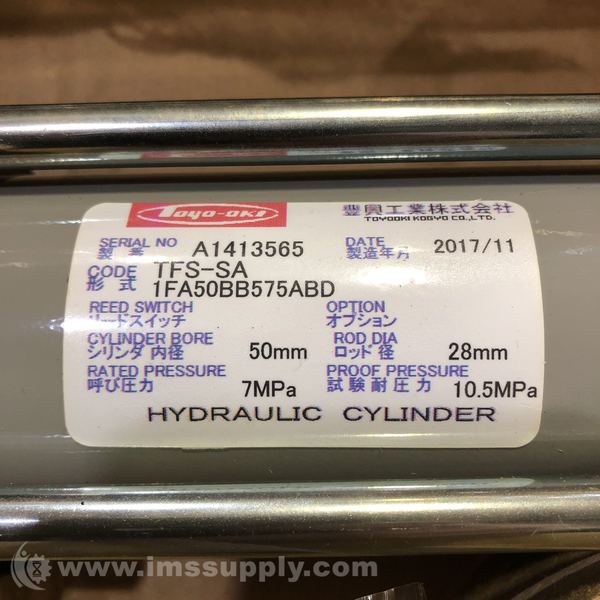 Toyo-oki
豐興工業株式会社
TOYOOKI KOGYO CO.,LTD.
SERIAL NO A1413565 DATE 2017/11
製番 製造年月
CODE TFS-SA
形式 1FA50BB575ABD
REED SWITCH OPTION
リードスイッチ オプション
CYLINDER BORE ROD DIA
シリンダ 内径 50mm ロッド 径 28mm
RATED PRESSURE PROOF PRESSURE
呼び圧力 7MPa 試験耐圧力 10.5MPa
HYDRAULIC CYLINDER
www.imssupply.com